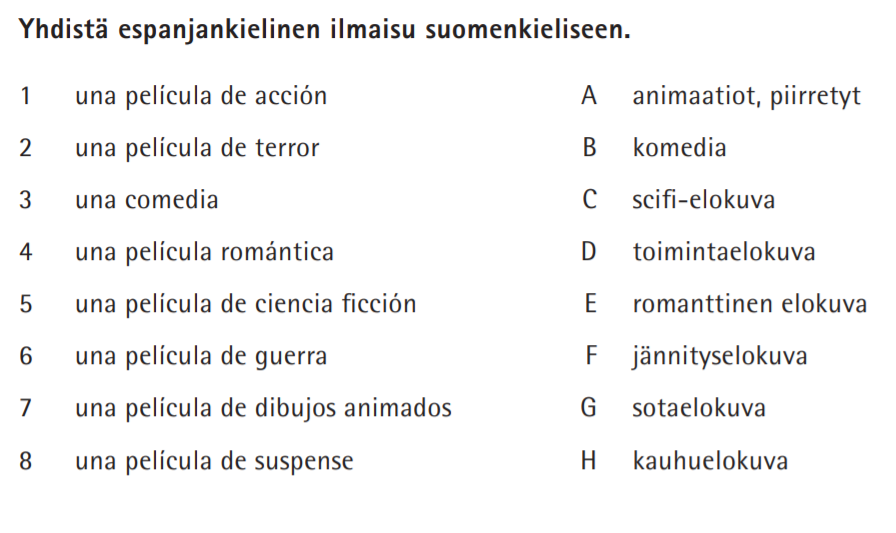 Yhdistä espanjankielinen ilmaisu suomenkieliseen.
1 una película de acción A animaatiot, piirretyt
2 una película de terror B komedia
3 una comedia C scifi-elokuva
4 una película romántica D toimintaelokuva
5 una película de ciencia ficción E romanttinen elokuva
6 una película de guerra F jännityselokuva
7 una película de dibujos animados G sotaelokuva
8 una película de suspense H kauhuelokuva